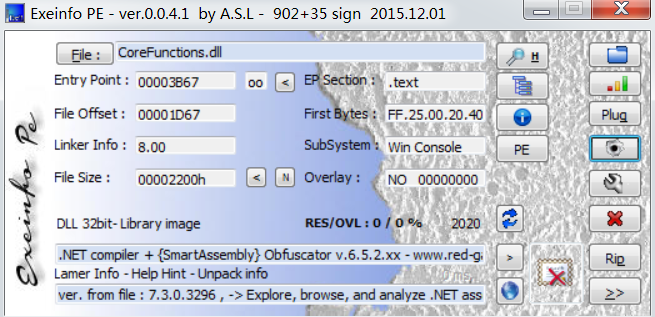 Exeinfo PE - ver.0.0.4.1 by A.S.L - 902+35 sign 2015.12.01
File : CoreFunctions.dll H
Entry Point : 00003B67 oo < EP Section : .text
File Offset : 00001D67 First Bytes : FF.25.00.20.40 Plug
Linker Info : 8.00 SubSystem : Win Console PE
File Size : 00002200h < N Overlay : NO 00000000
DLL 32bit- Library image RES/OVL : 0 / 0 % 2020
.NET compiler + {SmartAssembly} Obfuscator v.6.5.2.xx - www.red-ga > Rip
Lamer Info - Help Hint - Unpack info
ver. from file : 7.3.0.3296 , -> Explore, browse, and analyze .NET ass >>
Exeinfo Pe